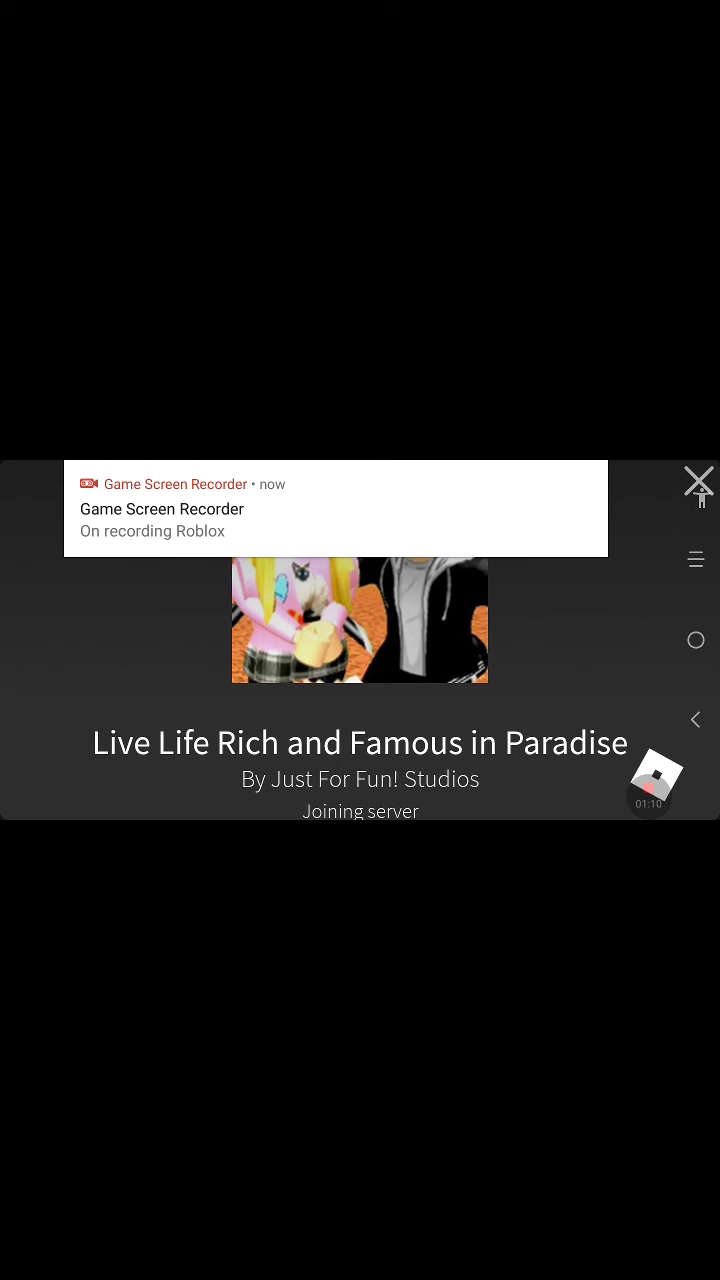 Game Screen Recorder • now
Game Screen Recorder
On recording Roblox
Live Life Rich and Famous in Paradise
By Just For Fun! Studios
Joining server
01:10